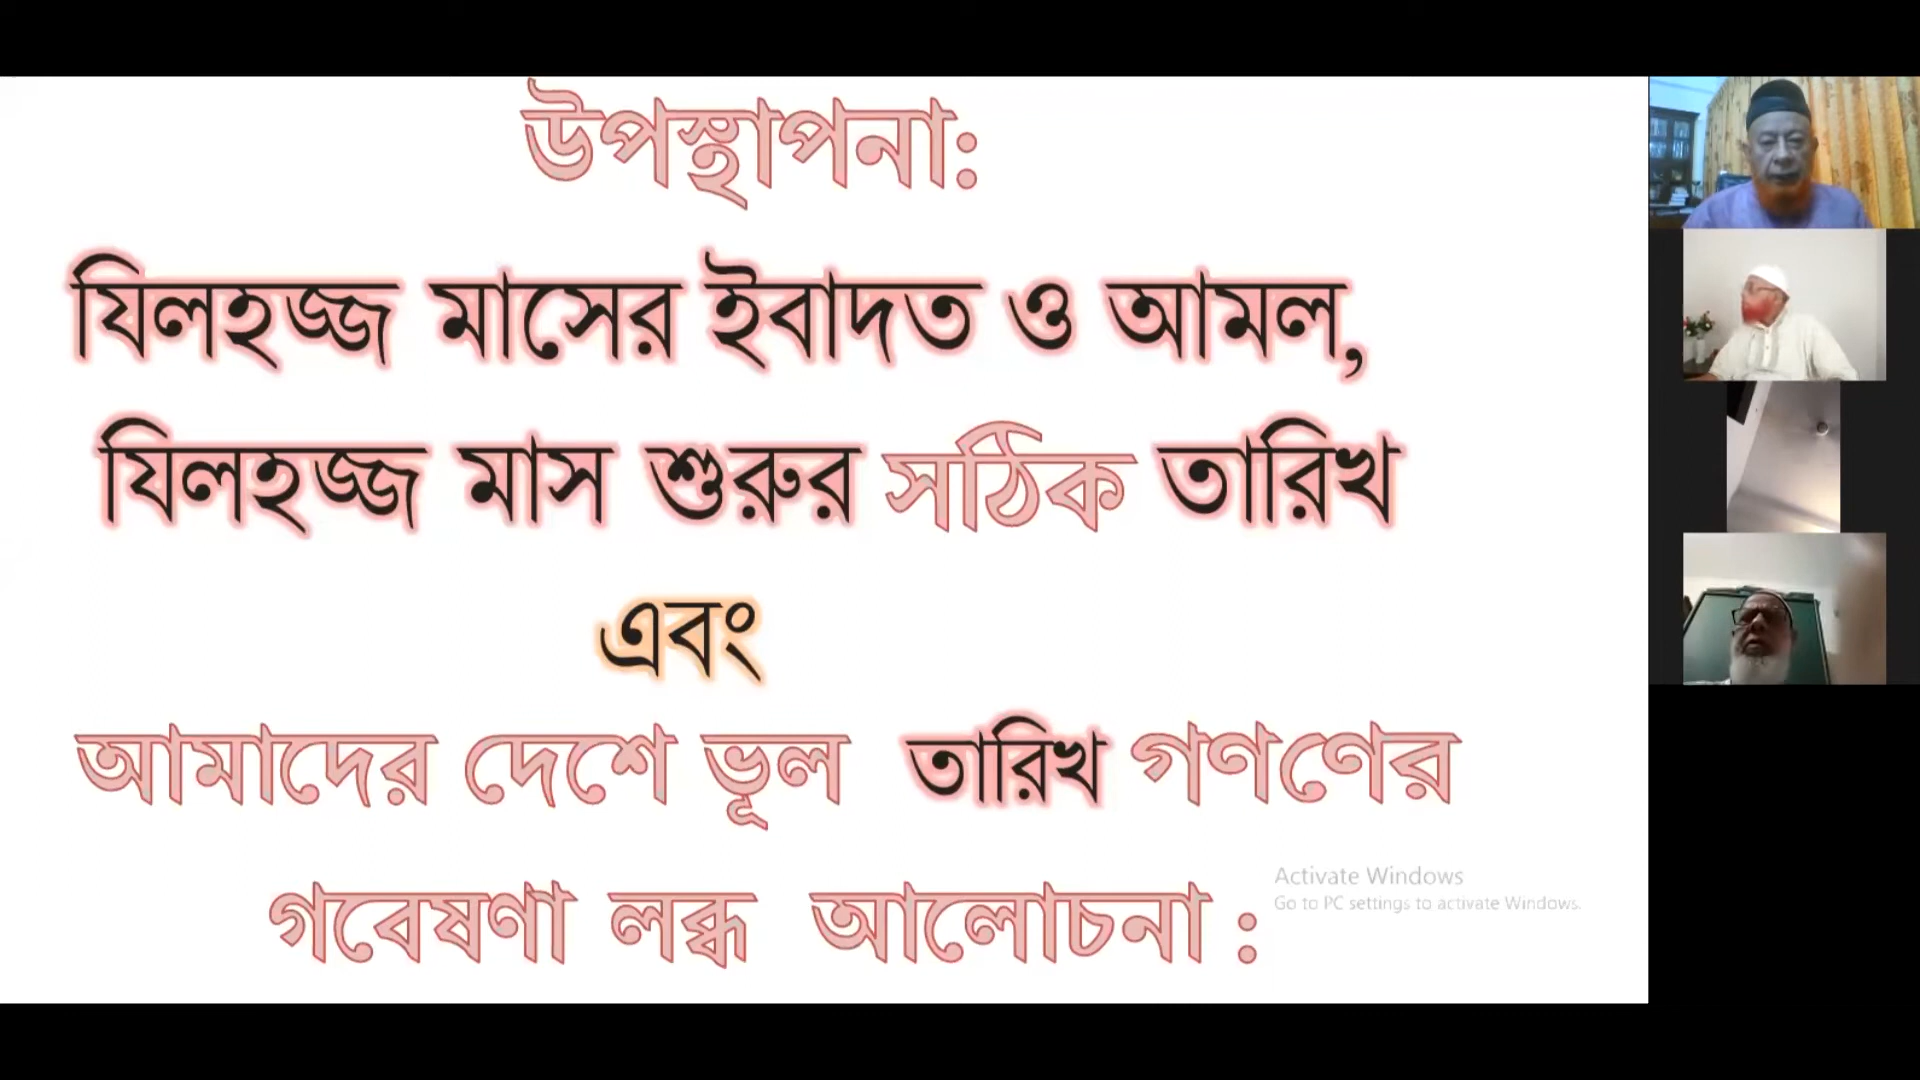 উপস্থাপনা:
যিলহজ্জ মাসের ইবাদত ও আমল,
যিলহজ্জ মাস শুরুর সঠিক তারিখ
এবং
আমাদের দেশে ভূল তারিখ গণণের
গবেষণা লব্ধ আলোচনা :
Activate Windows
Go to PC settings to activate Windows.